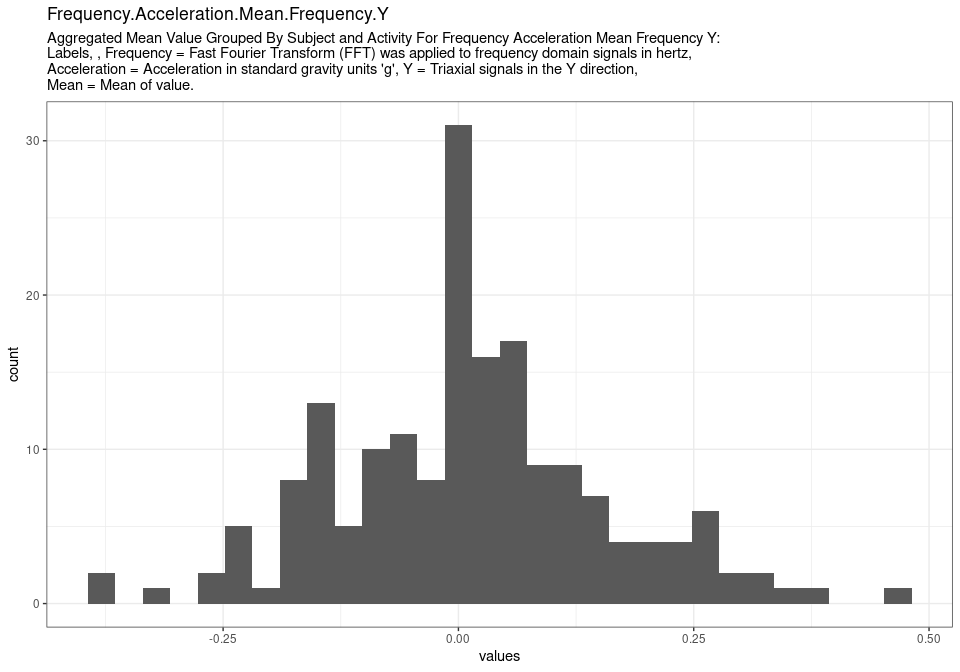 Frequency.Acceleration.Mean.Frequency.Y
Aggregated Mean Value Grouped By Subject and Activity For Frequency Acceleration Mean Frequency Y:
Labels, , Frequency = Fast Fourier Transform (FFT) was applied to frequency domain signals in hertz,
Acceleration = Acceleration in standard gravity units 'g', Y = Triaxial signals in the Y direction,
Mean = Mean of value.
30
20
10
0
count
-0.25 0.00 0.25 0.50
values